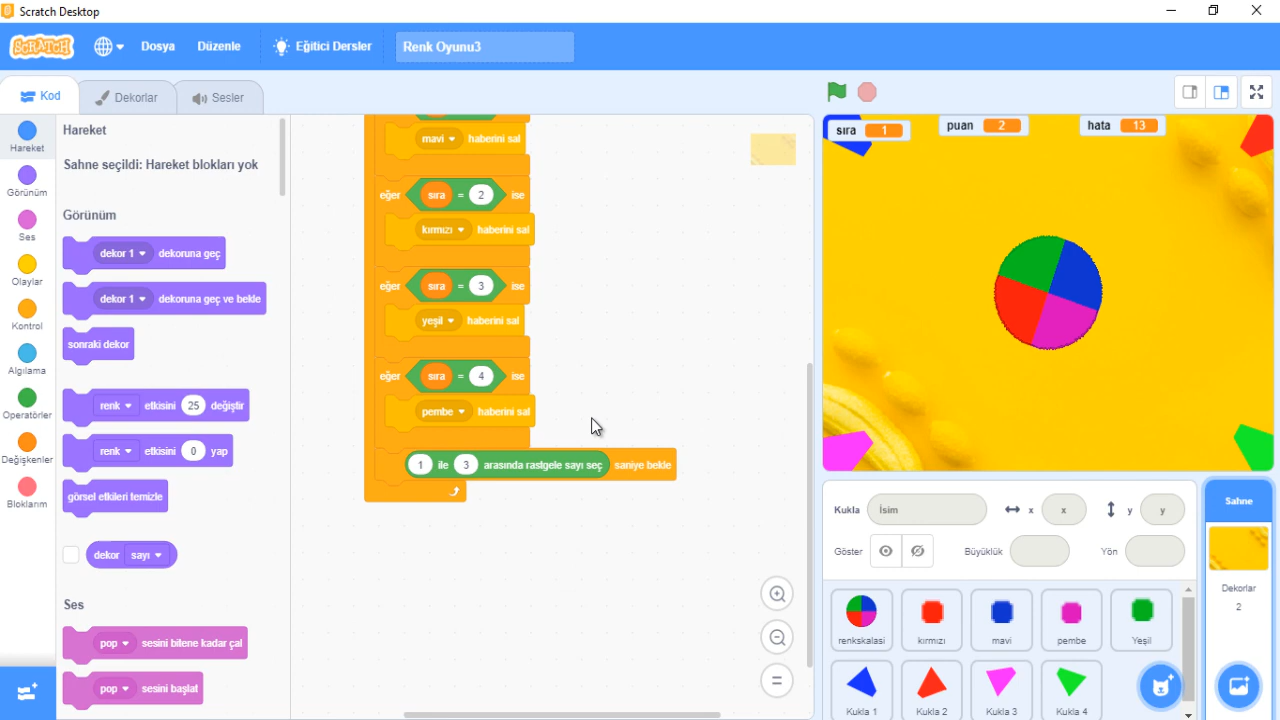 Scratch Desktop
SCRATCH Dosya Düzenle Eğitici Dersler Renk Oyunu3
Kod Dekorlar Sesler
Hareket
Görünüm
Ses
Olaylar
Kontrol
Algılama
Operatörler
Değişkenler
Bloklarım
Hareket
Sahne seçildi: Hareket blokları yok
Görünüm
dekor 1 dekoruna geç
dekor 1 dekoruna geç ve bekle
sonraki dekor
renk etkisini 25 değiştir
renk etkisini 0 yap
görsel etkileri temizle
dekor sayı
Ses
pop sesini bitene kadar çal
pop sesini başlat
mavi haberini sal
eğer sıra = 2 ise
kırmızı haberini sal
eğer sıra = 3 ise
yeşil haberini sal
eğer sıra = 4 ise
pembe haberini sal
1 ile 3 arasında rastgele sayı seç saniye bekle
sıra 1 puan 2 hata 13
Kukla İsim x x y y
Göster Büyüklük Yön
renkskalasi kırmızı mavi pembe Yeşil
Kukla 1 Kukla 2 Kukla 3 Kukla 4
Sahne
Dekorlar
2